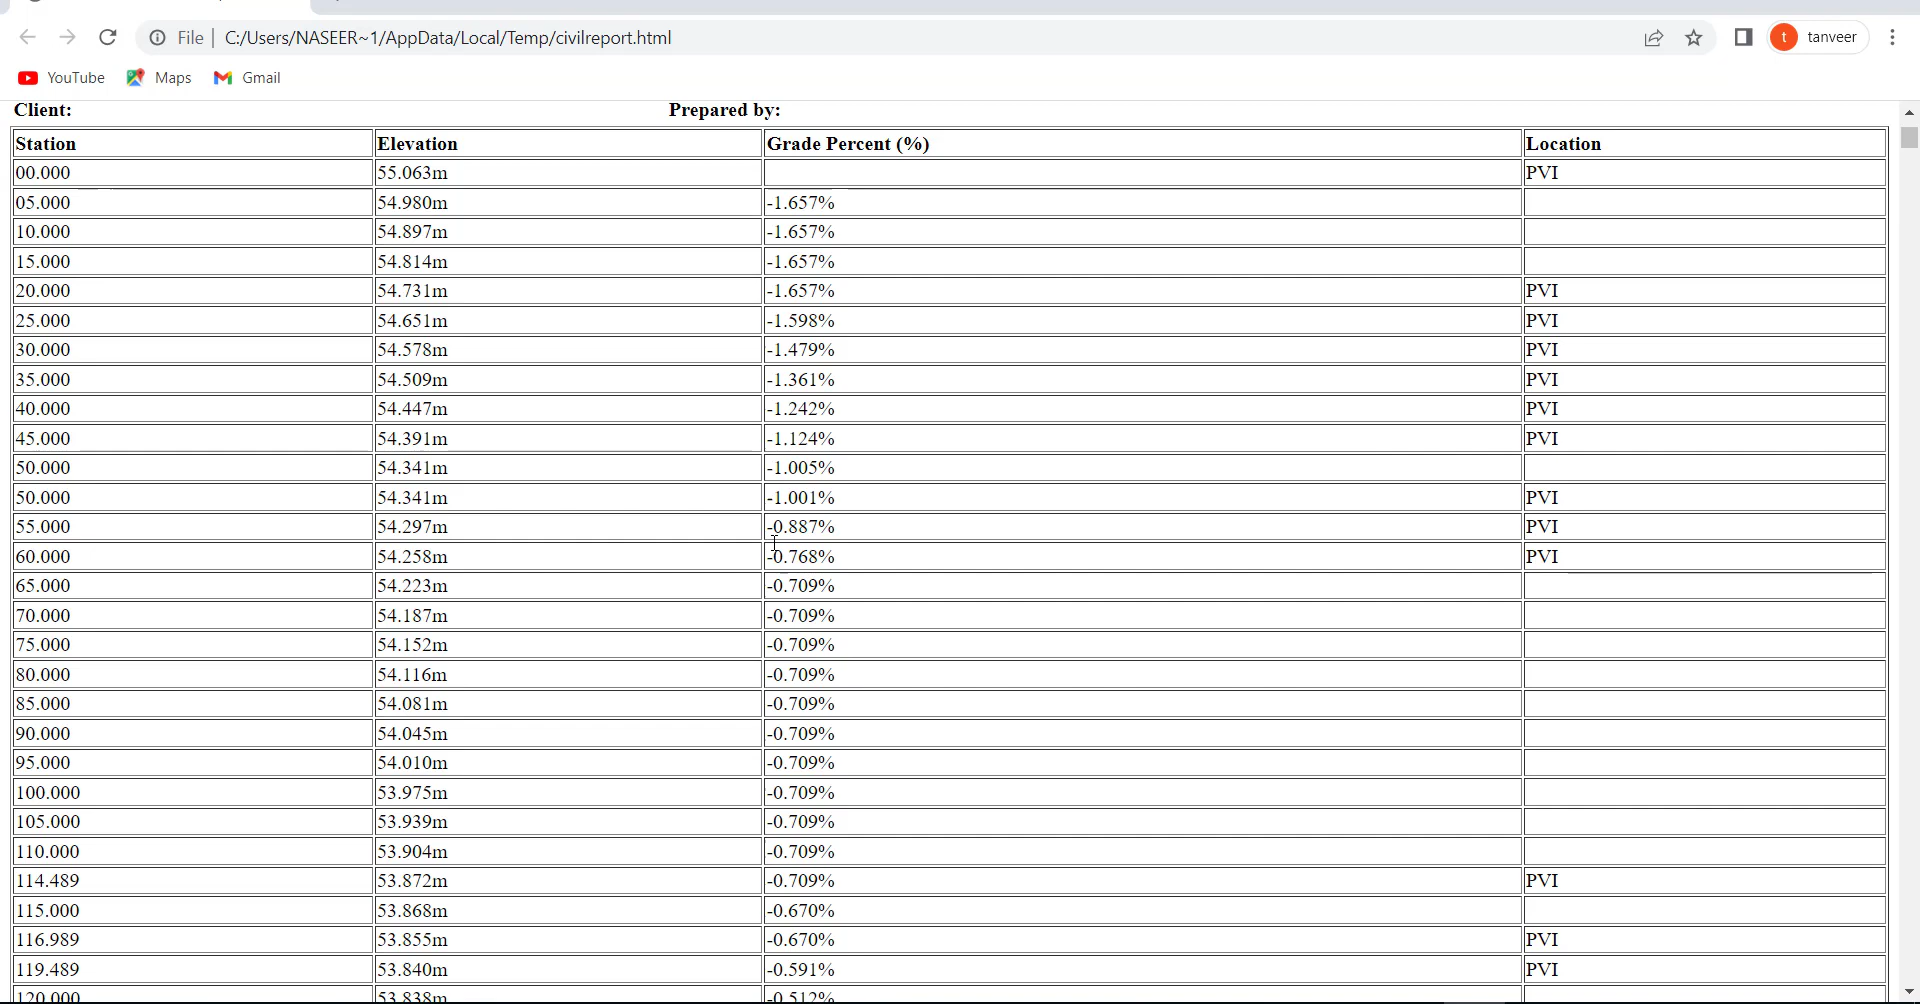 File | C:/Users/NASEER~1/AppData/Local/Temp/civilreport.html t tanveer
YouTube Maps Gmail
Client: Prepared by:
Station Elevation Grade Percent (%) Location
00.000 55.063m PVI
05.000 54.980m -1.657%
10.000 54.897m -1.657%
15.000 54.814m -1.657%
20.000 54.731m -1.657% PVI
25.000 54.651m -1.598% PVI
30.000 54.578m -1.479% PVI
35.000 54.509m -1.361% PVI
40.000 54.447m -1.242% PVI
45.000 54.391m -1.124% PVI
50.000 54.341m -1.005%
50.000 54.341m -1.001% PVI
55.000 54.297m -0.887% PVI
60.000 54.258m -0.768% PVI
65.000 54.223m -0.709%
70.000 54.187m -0.709%
75.000 54.152m -0.709%
80.000 54.116m -0.709%
85.000 54.081m -0.709%
90.000 54.045m -0.709%
95.000 54.010m -0.709%
100.000 53.975m -0.709%
105.000 53.939m -0.709%
110.000 53.904m -0.709%
114.489 53.872m -0.709% PVI
115.000 53.868m -0.670%
116.989 53.855m -0.670% PVI
119.489 53.840m -0.591% PVI
120.000 53.838m -0.512%